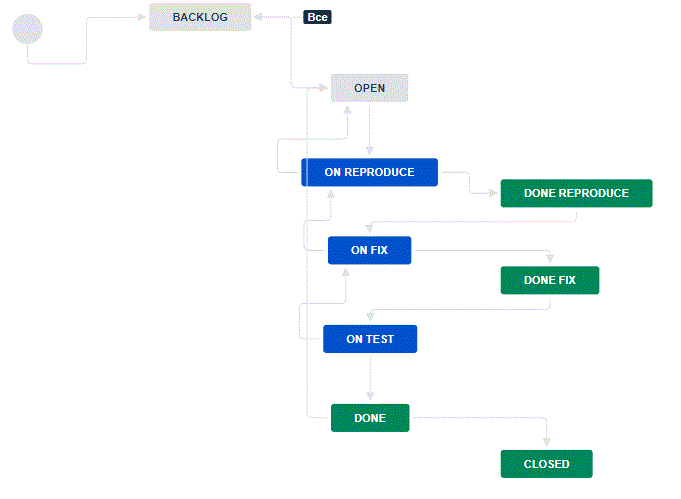 BACKLOG
Все
OPEN
ON REPRODUCE
DONE REPRODUCE
ON FIX
DONE FIX
ON TEST
DONE
CLOSED